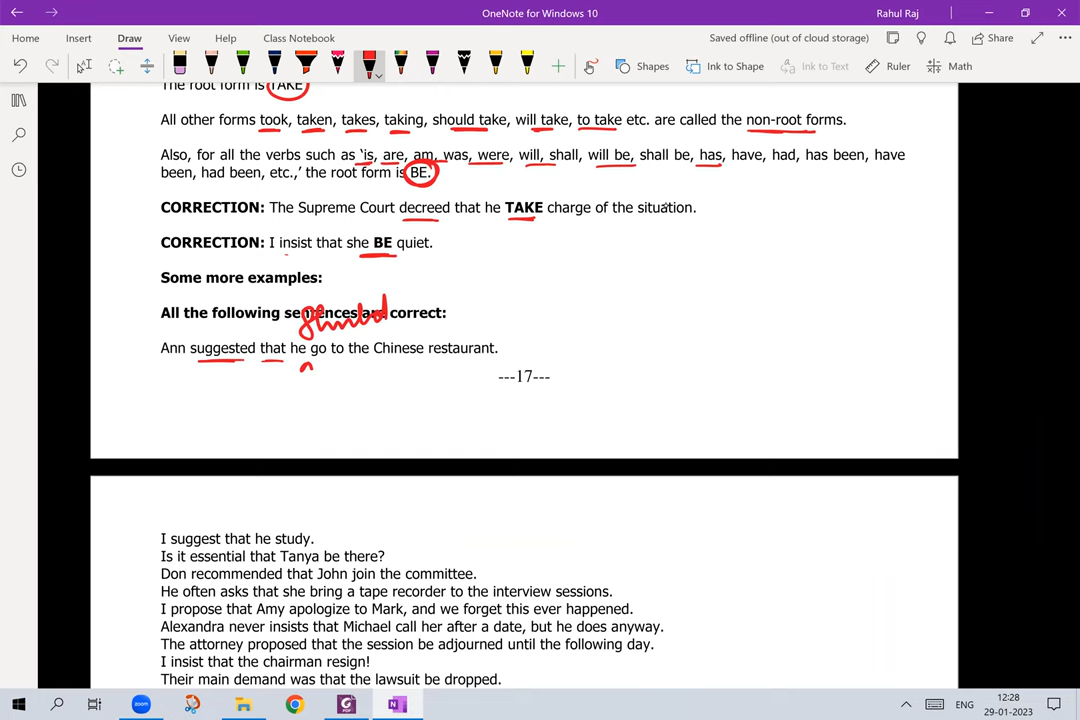 OneNote for Windows 10
Rahul Raj
Home Insert Draw View Help Class Notebook
Saved offline (out of cloud storage)
Share
Shapes
Ink to Shape
Ink to Text
Ruler
Math
The root form is TAKE
All other forms took, taken, takes, taking, should take, will take, to take etc. are called the non-root forms.
Also, for all the verbs such as 'is, are, am, was, were, will, shall, will be, shall be, has, have, had, has been, have
been, had been, etc.,' the root form is BE.
CORRECTION: The Supreme Court decreed that he TAKE charge of the situation.
CORRECTION: I insist that she BE quiet.
Some more examples:
All the following sentences are correct:
should
Ann suggested that he go to the Chinese restaurant.
---17---
I suggest that he study.
Is it essential that Tanya be there?
Don recommended that John join the committee.
He often asks that she bring a tape recorder to the interview sessions.
I propose that Amy apologize to Mark, and we forget this ever happened.
Alexandra never insists that Michael call her after a date, but he does anyway.
The attorney proposed that the session be adjourned until the following day.
I insist that the chairman resign!
Their main demand was that the lawsuit be dropped.
zoom
PDF
N
ENG
12:28
29-01-2023